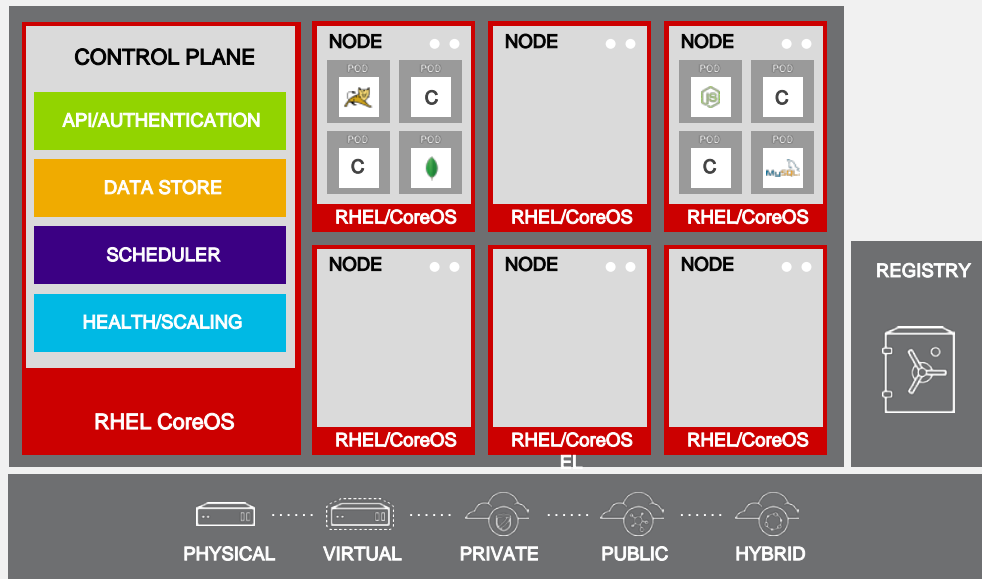 CONTROL PLANE
API/AUTHENTICATION
DATA STORE
SCHEDULER
HEALTH/SCALING
RHEL CoreOS
NODE
POD
POD
C
POD
C
POD
RHEL/CoreOS
NODE
RHEL/CoreOS
NODE
POD
JS
POD
C
POD
C
POD
MySQL
RHEL/CoreOS
NODE
RHEL/CoreOS
NODE
RHEL/CoreOS
EL
NODE
RHEL/CoreOS
REGISTRY
PHYSICAL
VIRTUAL
PRIVATE
PUBLIC
HYBRID